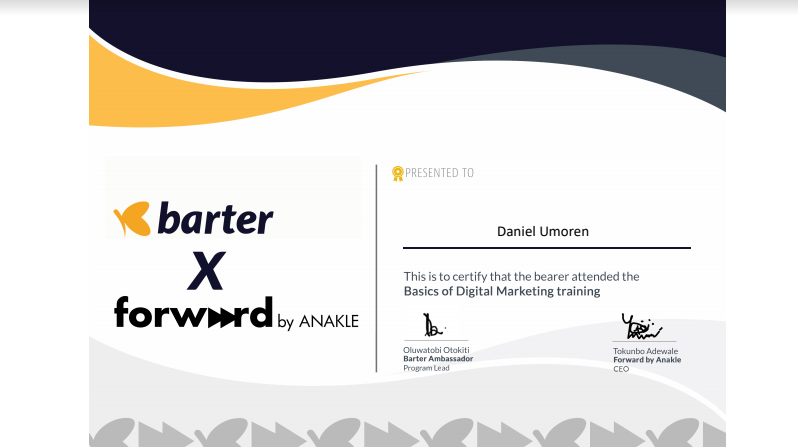 barter
X
forward by ANAKLE
PRESENTED TO
Daniel Umoren
This is to certify that the bearer attended the
Basics of Digital Marketing training
Oluwatobi Otokiti
Barter Ambassador
Program Lead
Tokunbo Adewale
Forward by Anakle
CEO